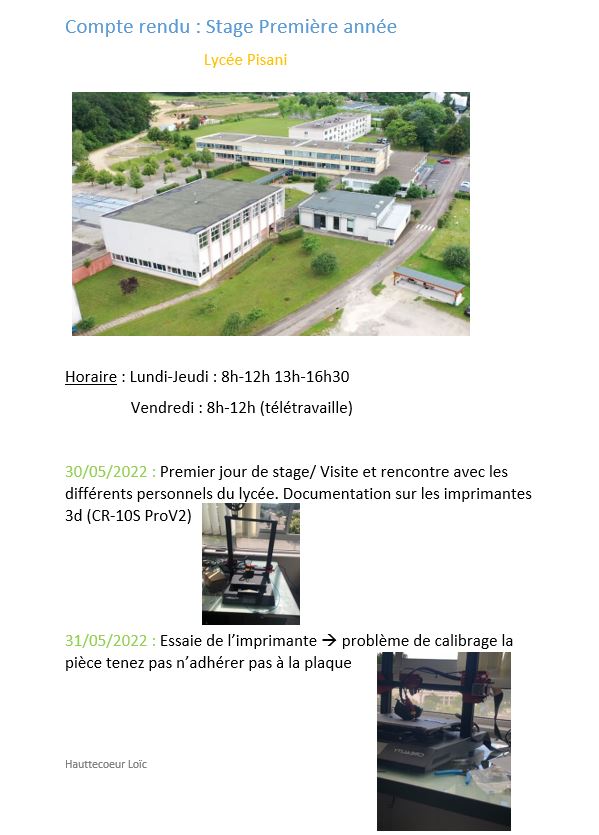 Compte rendu : Stage Première année
Lycée Pisani
Horaire : Lundi-Jeudi : 8h-12h 13h-16h30
Vendredi : 8h-12h (télétravaille)
30/05/2022 : Premier jour de stage/ Visite et rencontre avec les
différents personnels du lycée. Documentation sur les imprimantes
3d (CR-10S ProV2)
31/05/2022 : Essaie de l’imprimante → problème de calibrage la
pièce tenez pas n’adhérer pas à la plaque
Hauttecoeur Loïc